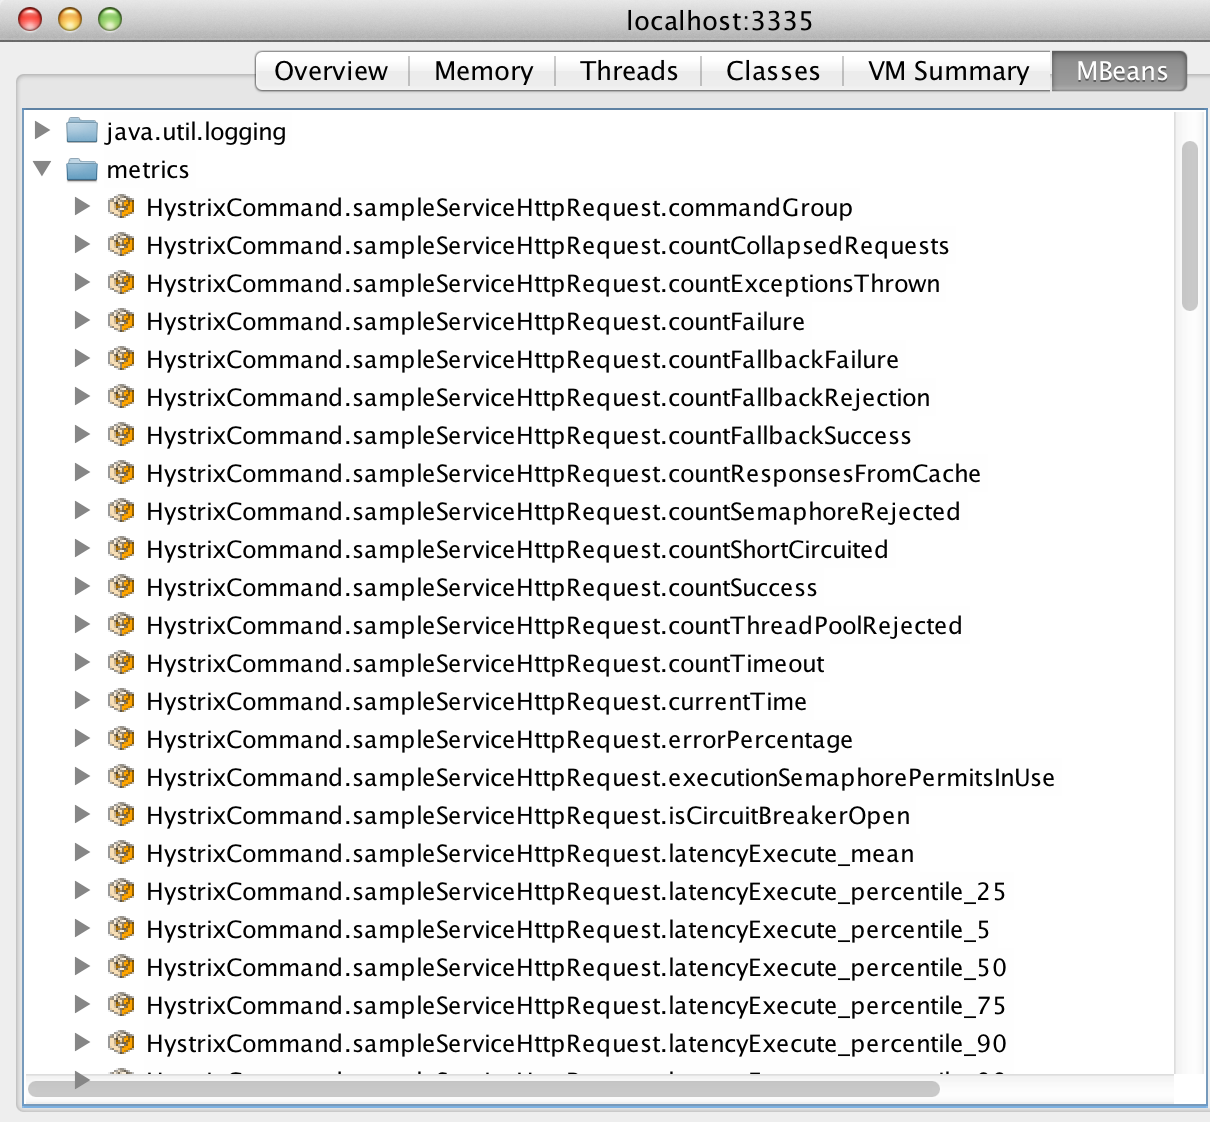 localhost:3335
Overview Memory Threads Classes VM Summary MBeans
java.util.logging
metrics
HystrixCommand.sampleServiceHttpRequest.commandGroup
HystrixCommand.sampleServiceHttpRequest.countCollapsedRequests
HystrixCommand.sampleServiceHttpRequest.countExceptionsThrown
HystrixCommand.sampleServiceHttpRequest.countFailure
HystrixCommand.sampleServiceHttpRequest.countFallbackFailure
HystrixCommand.sampleServiceHttpRequest.countFallbackRejection
HystrixCommand.sampleServiceHttpRequest.countFallbackSuccess
HystrixCommand.sampleServiceHttpRequest.countResponsesFromCache
HystrixCommand.sampleServiceHttpRequest.countSemaphoreRejected
HystrixCommand.sampleServiceHttpRequest.countShortCircuited
HystrixCommand.sampleServiceHttpRequest.countSuccess
HystrixCommand.sampleServiceHttpRequest.countThreadPoolRejected
HystrixCommand.sampleServiceHttpRequest.countTimeout
HystrixCommand.sampleServiceHttpRequest.currentTime
HystrixCommand.sampleServiceHttpRequest.errorPercentage
HystrixCommand.sampleServiceHttpRequest.executionSemaphorePermitsInUse
HystrixCommand.sampleServiceHttpRequest.isCircuitBreakerOpen
HystrixCommand.sampleServiceHttpRequest.latencyExecute_mean
HystrixCommand.sampleServiceHttpRequest.latencyExecute_percentile_25
HystrixCommand.sampleServiceHttpRequest.latencyExecute_percentile_5
HystrixCommand.sampleServiceHttpRequest.latencyExecute_percentile_50
HystrixCommand.sampleServiceHttpRequest.latencyExecute_percentile_75
HystrixCommand.sampleServiceHttpRequest.latencyExecute_percentile_90